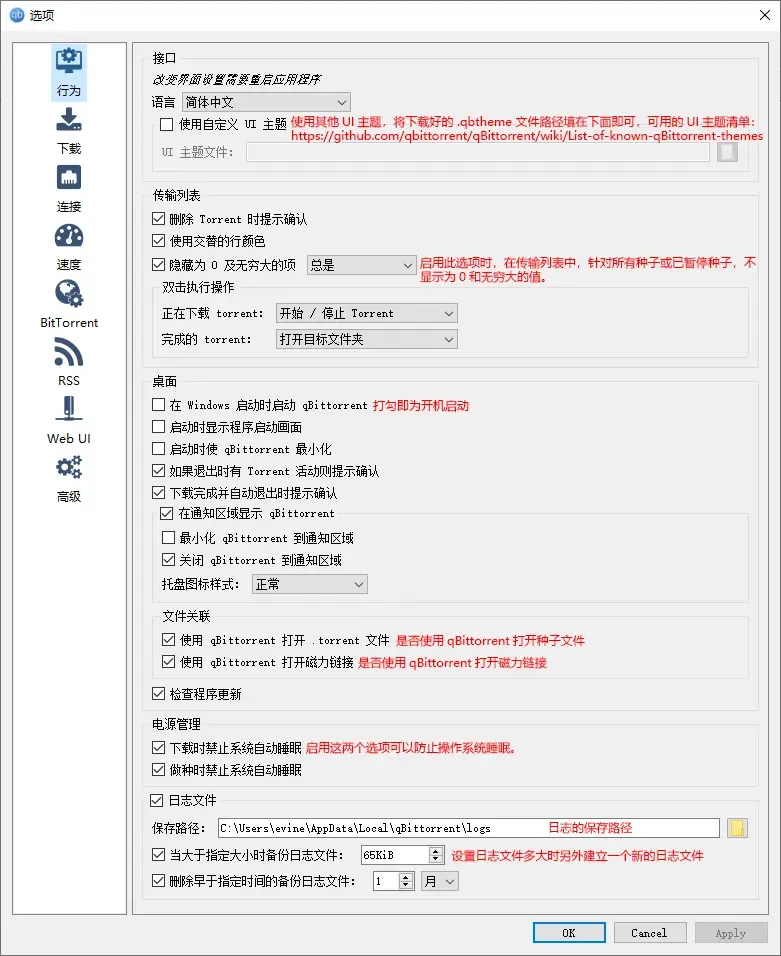 qb 选项
行为
下载
连接
速度
BitTorrent
RSS
Web UI
高级
接口
改变界面设置需要重启应用程序
语言 简体中文
使用自定义 UI 主题 使用其他 UI 主题，将下载好的 .qbtheme 文件路径填在下面即可，可用的 UI 主题清单：
https://github.com/qbittorrent/qBittorrent/wiki/List-of-known-qBittorrent-themes
UI 主题文件:
传输列表
删除 Torrent 时提示确认
使用交替的行颜色
隐藏为 0 及无穷大的项 总是 启用此选项时，在传输列表中，针对所有种子或已暂停种子，不
显示为 0 和无穷大的值。
双击执行操作
正在下载 torrent: 开始 / 停止 Torrent
完成的 torrent: 打开目标文件夹
桌面
在 Windows 启动时启动 qBittorrent 打勾即为开机启动
启动时显示程序启动画面
启动时使 qBittorrent 最小化
如果退出时有 Torrent 活动则提示确认
下载完成并自动退出时提示确认
在通知区域显示 qBittorrent
最小化 qBittorrent 到通知区域
关闭 qBittorrent 到通知区域
托盘图标样式: 正常
文件关联
使用 qBittorrent 打开 .torrent 文件 是否使用 qBittorrent 打开种子文件
使用 qBittorrent 打开磁力链接 是否使用 qBittorrent 打开磁力链接
检查程序更新
电源管理
下载时禁止系统自动睡眠 启用这两个选项可以防止操作系统睡眠。
做种时禁止系统自动睡眠
日志文件
保存路径: C:\Users\evine\AppData\Local\qBittorrent\logs 日志的保存路径
当大于指定大小时备份日志文件: 65KiB 设置日志文件多大时另外建立一个新的日志文件
删除早于指定时间的备份日志文件: 1 月
OK Cancel Apply